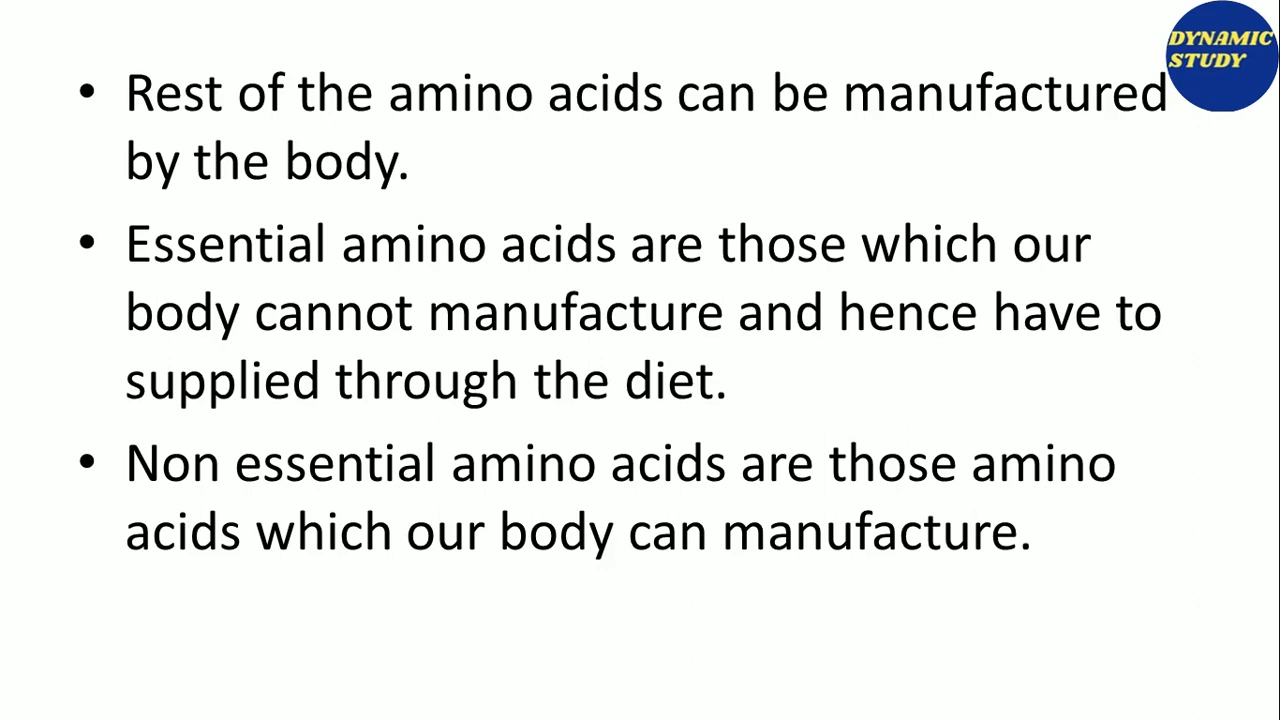 DYNAMIC
STUDY
• Rest of the amino acids can be manufactured
by the body.
• Essential amino acids are those which our
body cannot manufacture and hence have to
supplied through the diet.
• Non essential amino acids are those amino
acids which our body can manufacture.